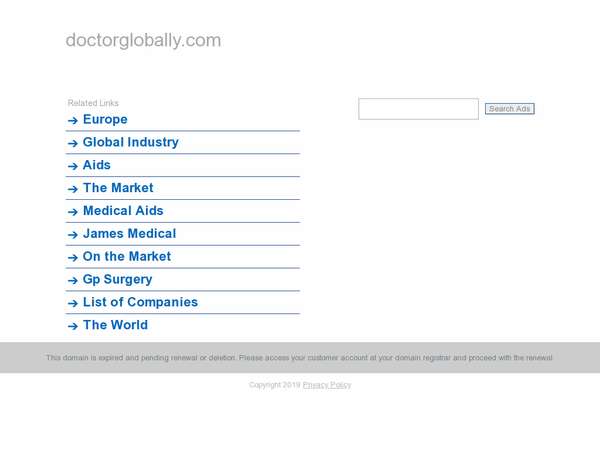 doctorglobally.com
Related Links
Search Ads
Europe
Global Industry
Aids
The Market
Medical Aids
James Medical
On the Market
Gp Surgery
List of Companies
The World
This domain is expired and pending renewal or deletion. Please access your customer account at your domain registrar and proceed with the renewal
Copyright 2019 Privacy Policy